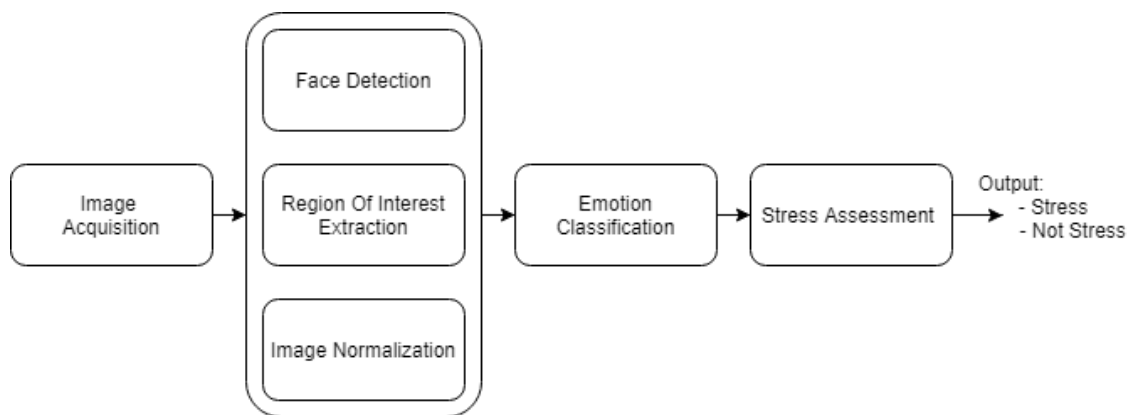 Face Detection
Image
Acquisition
Region Of Interest
Extraction
Image Normalization
Emotion
Classification
Stress Assessment
Output:
- Stress
- Not Stress